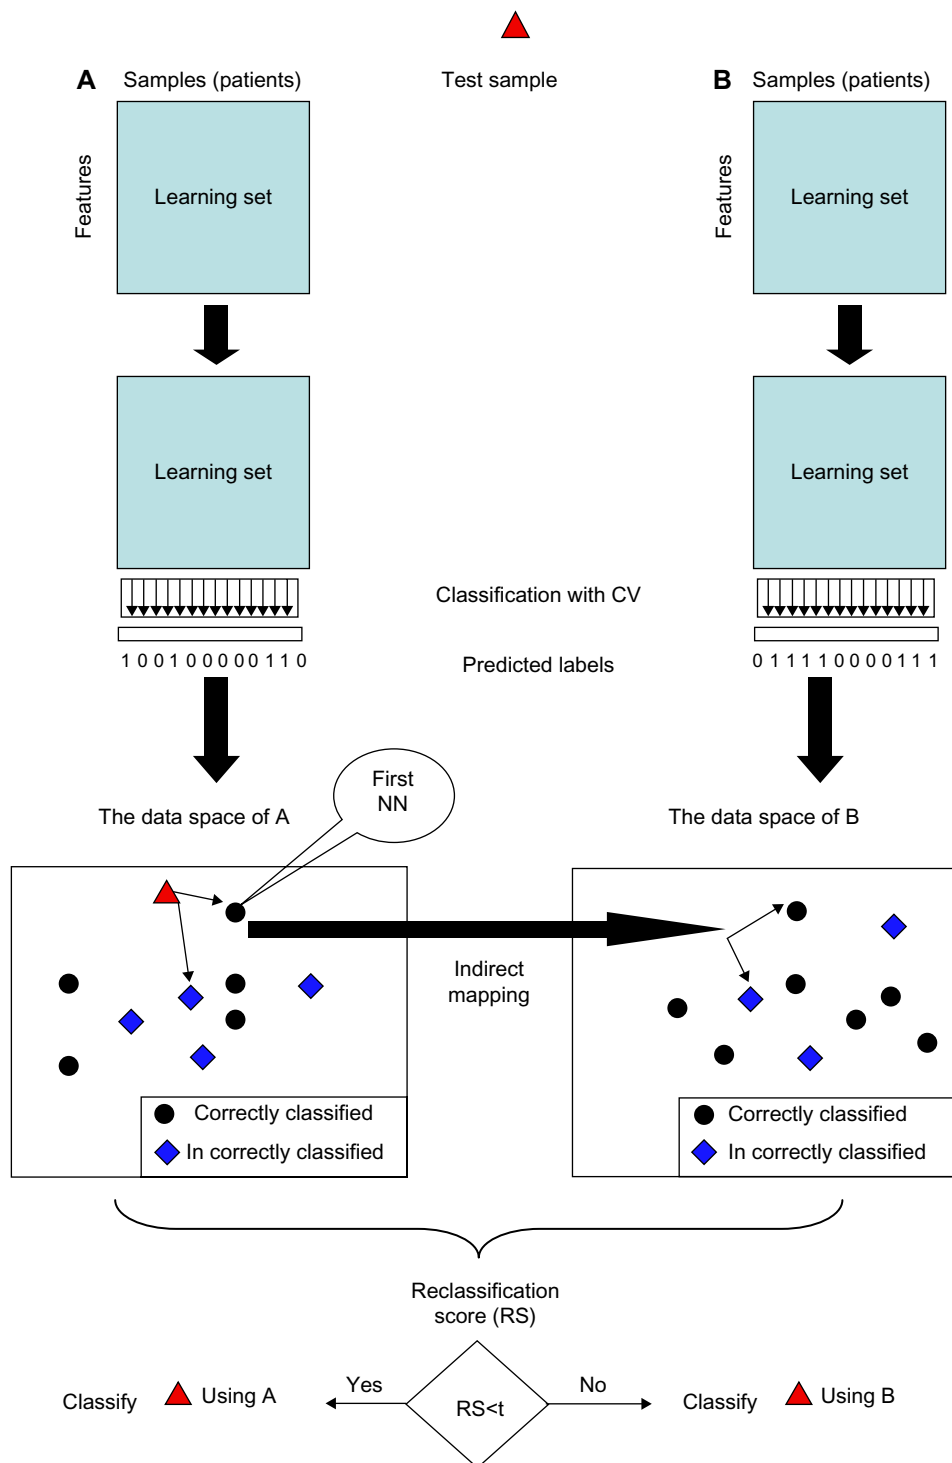 A Samples (patients)
Test sample
B Samples (patients)
Features
Learning set
Features
Learning set
Learning set
Learning set
Classification with CV
Predicted labels
1 0 0 1 0 0 0 0 0 0 1 1 0
0 1 1 1 1 0 0 0 0 1 1 1
First
NN
The data space of A
The data space of B
Indirect
mapping
Correctly classified
In correctly classified
Correctly classified
In correctly classified
Reclassification
score (RS)
Classify
Using A
Yes
RS<t
No
Classify
Using B